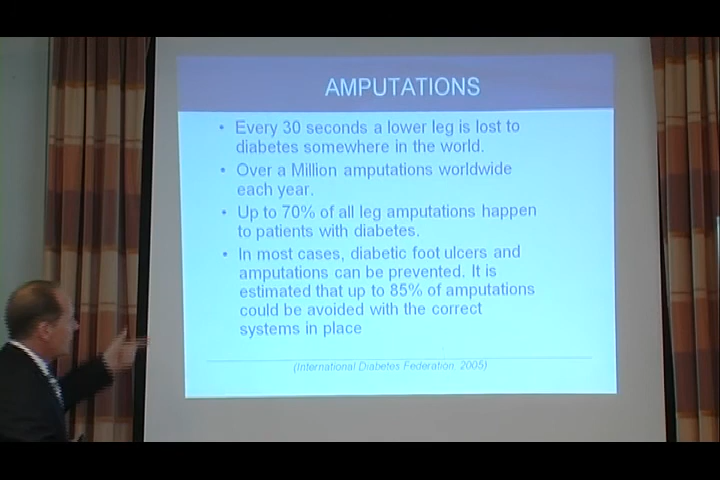 AMPUTATIONS
• Every 30 seconds a lower leg is lost to
diabetes somewhere in the world.
• Over a Million amputations worldwide
each year.
• Up to 70% of all leg amputations happen
to patients with diabetes.
• In most cases, diabetic foot ulcers and
amputations can be prevented. It is
estimated that up to 85% of amputations
could be avoided with the correct
systems in place
(International Diabetes Federation, 2005)